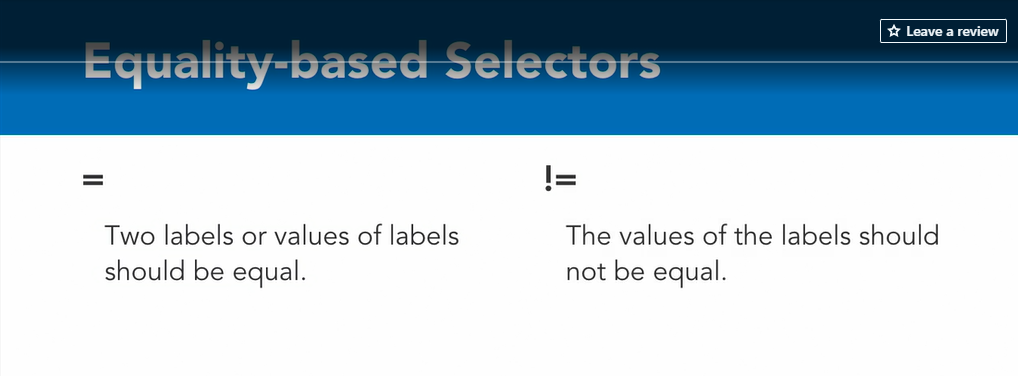 Leave a review
Equality-based Selectors
=
Two labels or values of labels
should be equal.
!=
The values of the labels should
not be equal.